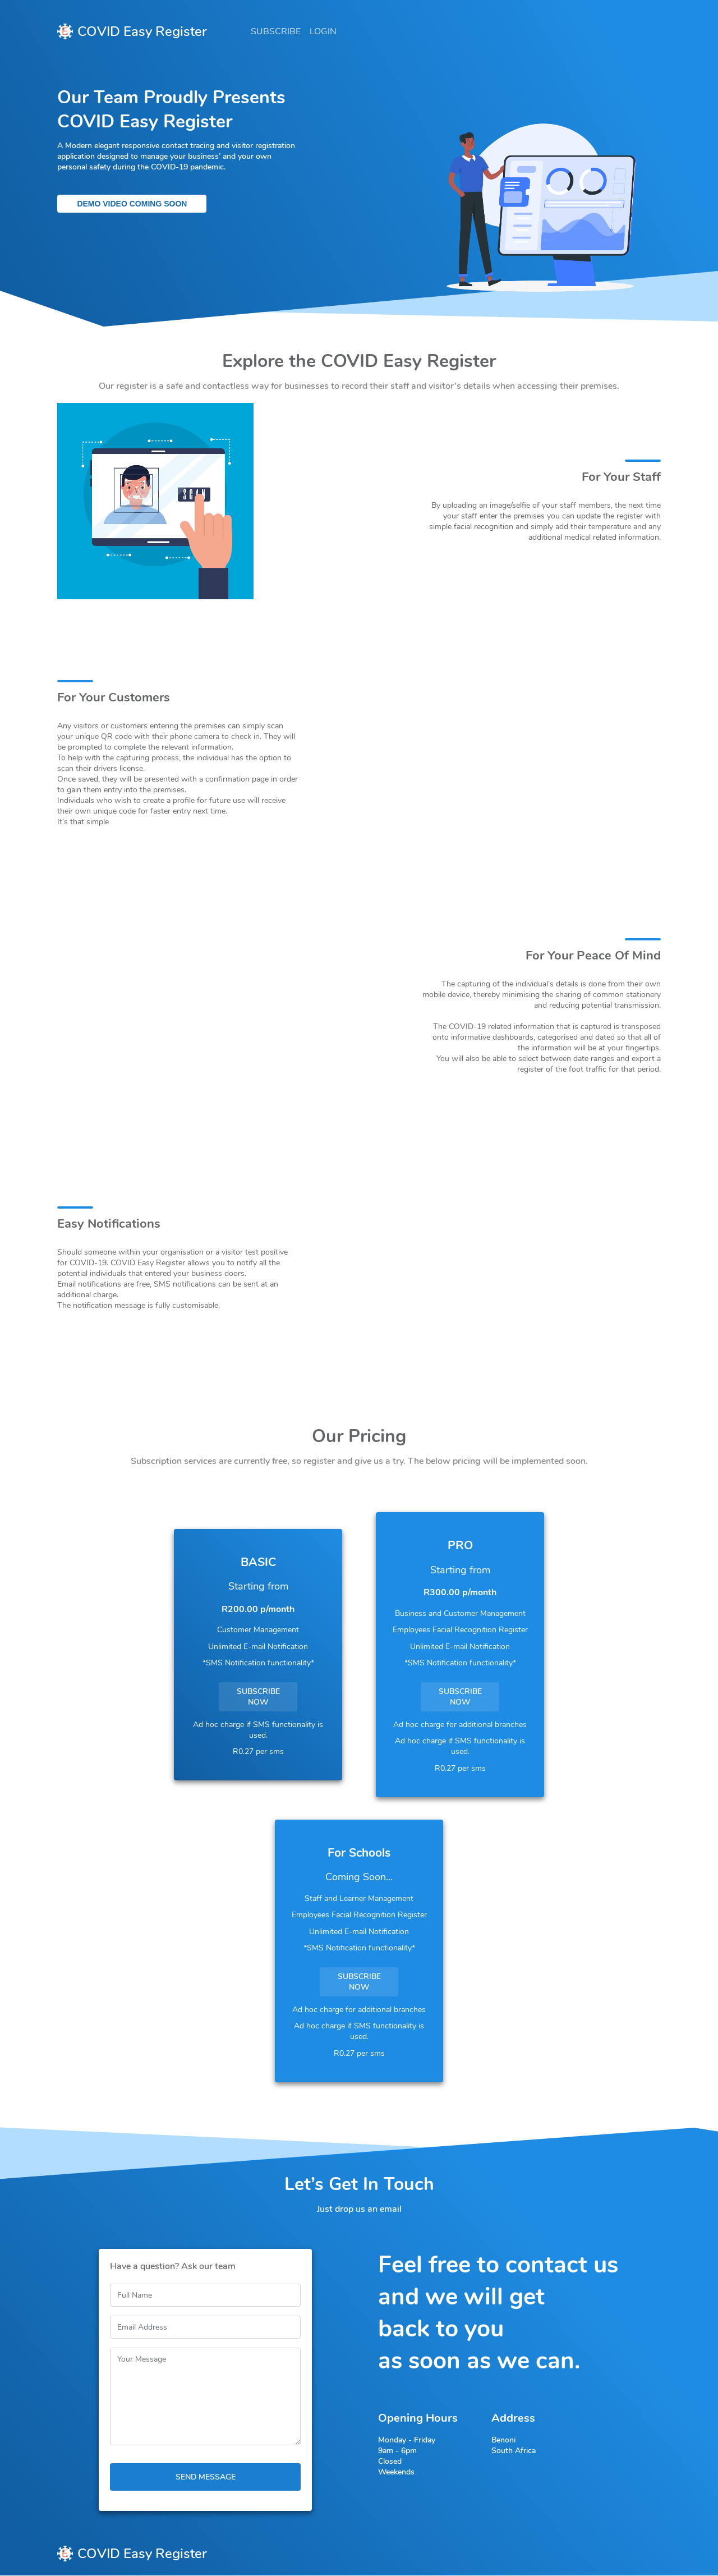 COVID Easy Register
SUBSCRIBE LOGIN
Our Team Proudly Presents
COVID Easy Register
A Modern elegant responsive contact tracing and visitor registration
application designed to manage your business' and your own
personal safety during the COVID-19 pandemic.
DEMO VIDEO COMING SOON
Explore the COVID Easy Register
Our register is a safe and contactless way for businesses to record their staff and visitor's details when accessing their premises.
SCAN
For Your Staff
By uploading an image/selfie of your staff members, the next time
your staff enter the premises you can update the register with
simple facial recognition and simply add their temperature and any
additional medical related information.
For Your Customers
Any visitors or customers entering the premises can simply scan
your unique QR code with their phone camera to check in. They will
be prompted to complete the relevant information.
To help with the capturing process, the individual has the option to
scan their drivers license.
Once saved, they will be presented with a confirmation page in order
to gain them entry into the premises.
Individuals who wish to create a profile for future use will receive
their own unique code for faster entry next time.
It's that simple
For Your Peace Of Mind
The capturing of the individual's details is done from their own
mobile device, thereby minimising the sharing of common stationery
and reducing potential transmission.
The COVID-19 related information that is captured is transposed
onto informative dashboards, categorised and dated so that all of
the information will be at your fingertips.
You will also be able to select between date ranges and export a
register of the foot traffic for that period.
Easy Notifications
Should someone within your organisation or a visitor test positive
for COVID-19. COVID Easy Register allows you to notify all the
potential individuals that entered your business doors.
Email notifications are free, SMS notifications can be sent at an
additional charge.
The notification message is fully customisable.
Our Pricing
Subscription services are currently free, so register and give us a try. The below pricing will be implemented soon.
BASIC
Starting from
R200.00 p/month
Customer Management
Unlimited E-mail Notification
*SMS Notification functionality*
SUBSCRIBE
NOW
Ad hoc charge if SMS functionality is
used.
R0.27 per sms
PRO
Starting from
R300.00 p/month
Business and Customer Management
Employees Facial Recognition Register
Unlimited E-mail Notification
*SMS Notification functionality*
SUBSCRIBE
NOW
Ad hoc charge for additional branches
Ad hoc charge if SMS functionality is
used.
R0.27 per sms
For Schools
Coming Soon...
Staff and Learner Management
Employees Facial Recognition Register
Unlimited E-mail Notification
*SMS Notification functionality*
SUBSCRIBE
NOW
Ad hoc charge for additional branches
Ad hoc charge if SMS functionality is
used.
R0.27 per sms
Let's Get In Touch
Just drop us an email
Have a question? Ask our team
Full Name
Email Address
Your Message
SEND MESSAGE
Feel free to contact us
and we will get
back to you
as soon as we can.
Opening Hours
Monday - Friday
9am - 6pm
Closed
Weekends
Address
Benoni
South Africa
COVID Easy Register